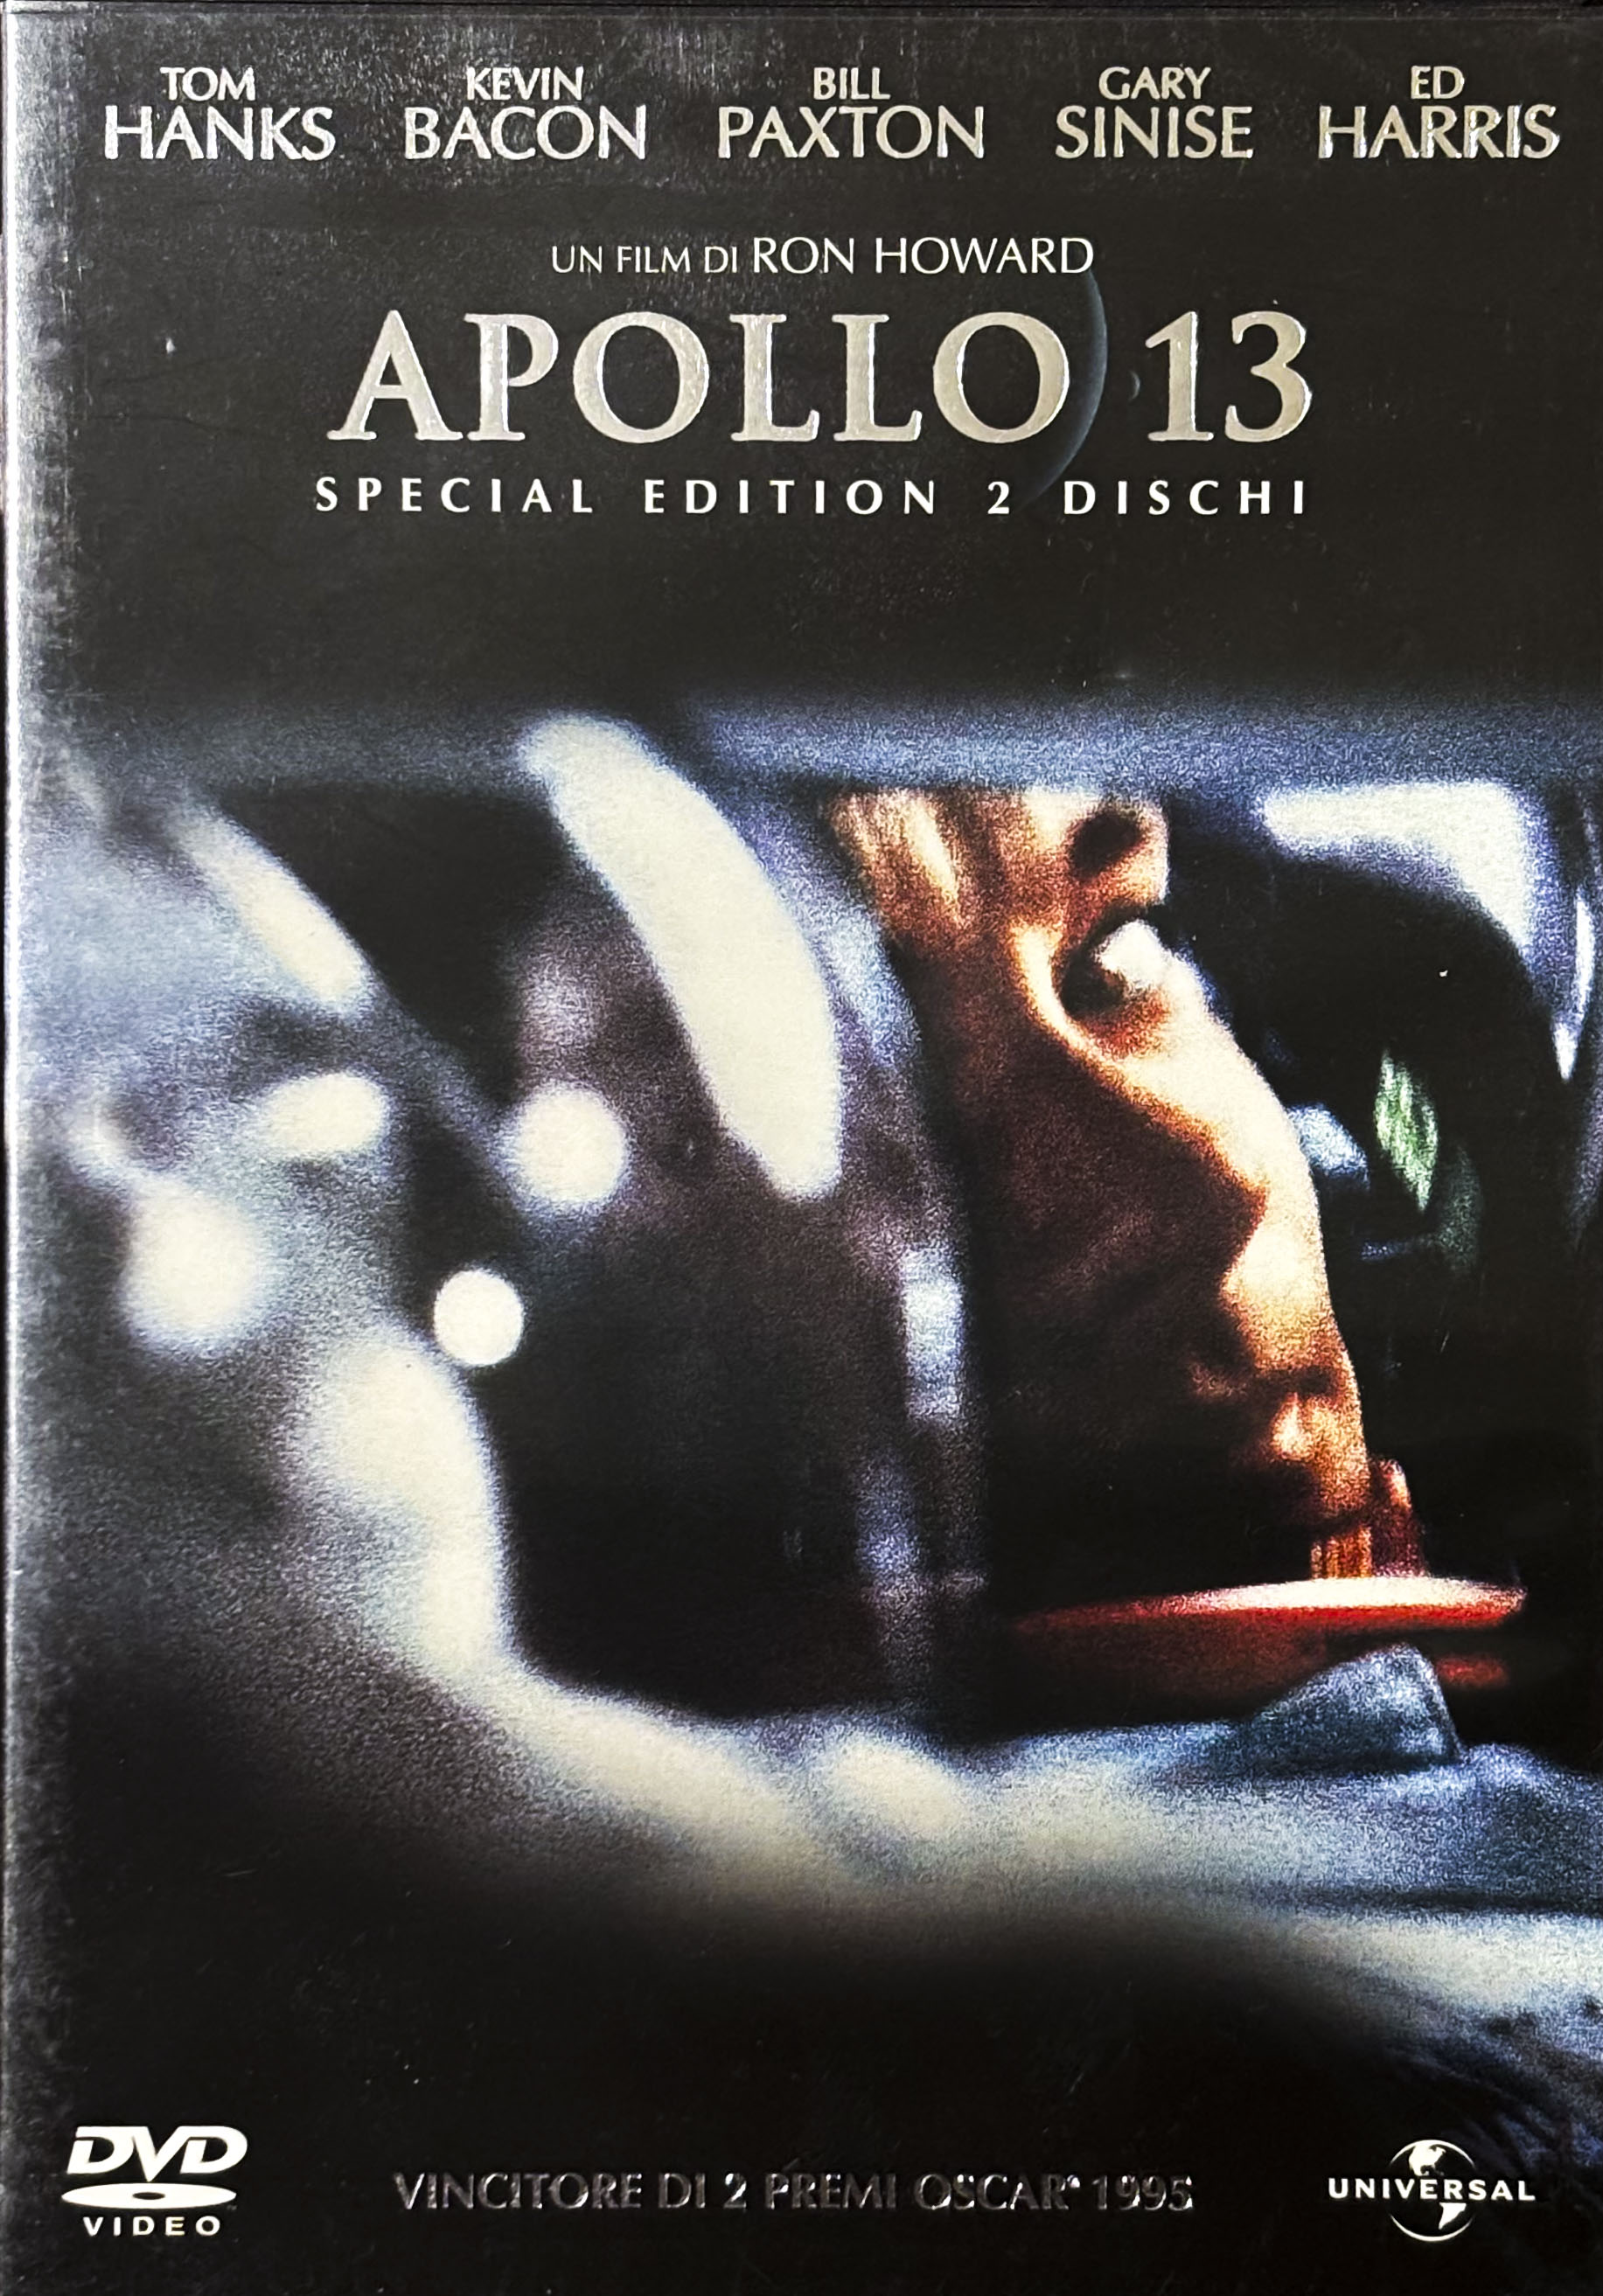 TOM KEVIN BILL GARY ED
HANKS BACON PAXTON SINISE HARRIS
UN FILM DI RON HOWARD
APOLLO 13
SPECIAL EDITION 2 DISCHI
DVD
VIDEO
VINCITORE DI 2 PREMI OSCAR® 1995
UNIVERSAL